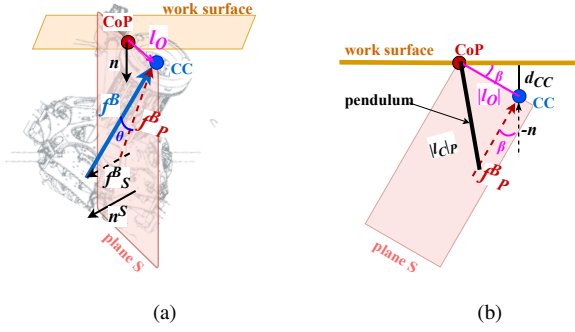 work surface
CoP
l_O
n
CC
f^B
f^B_P
θ
f^B_S
n^S
plane S
(a)
work surface
CoP
β
d_CC
|l_O|
CC
pendulum
-n
|l_C|_P
β
f^B_P
plane S
(b)